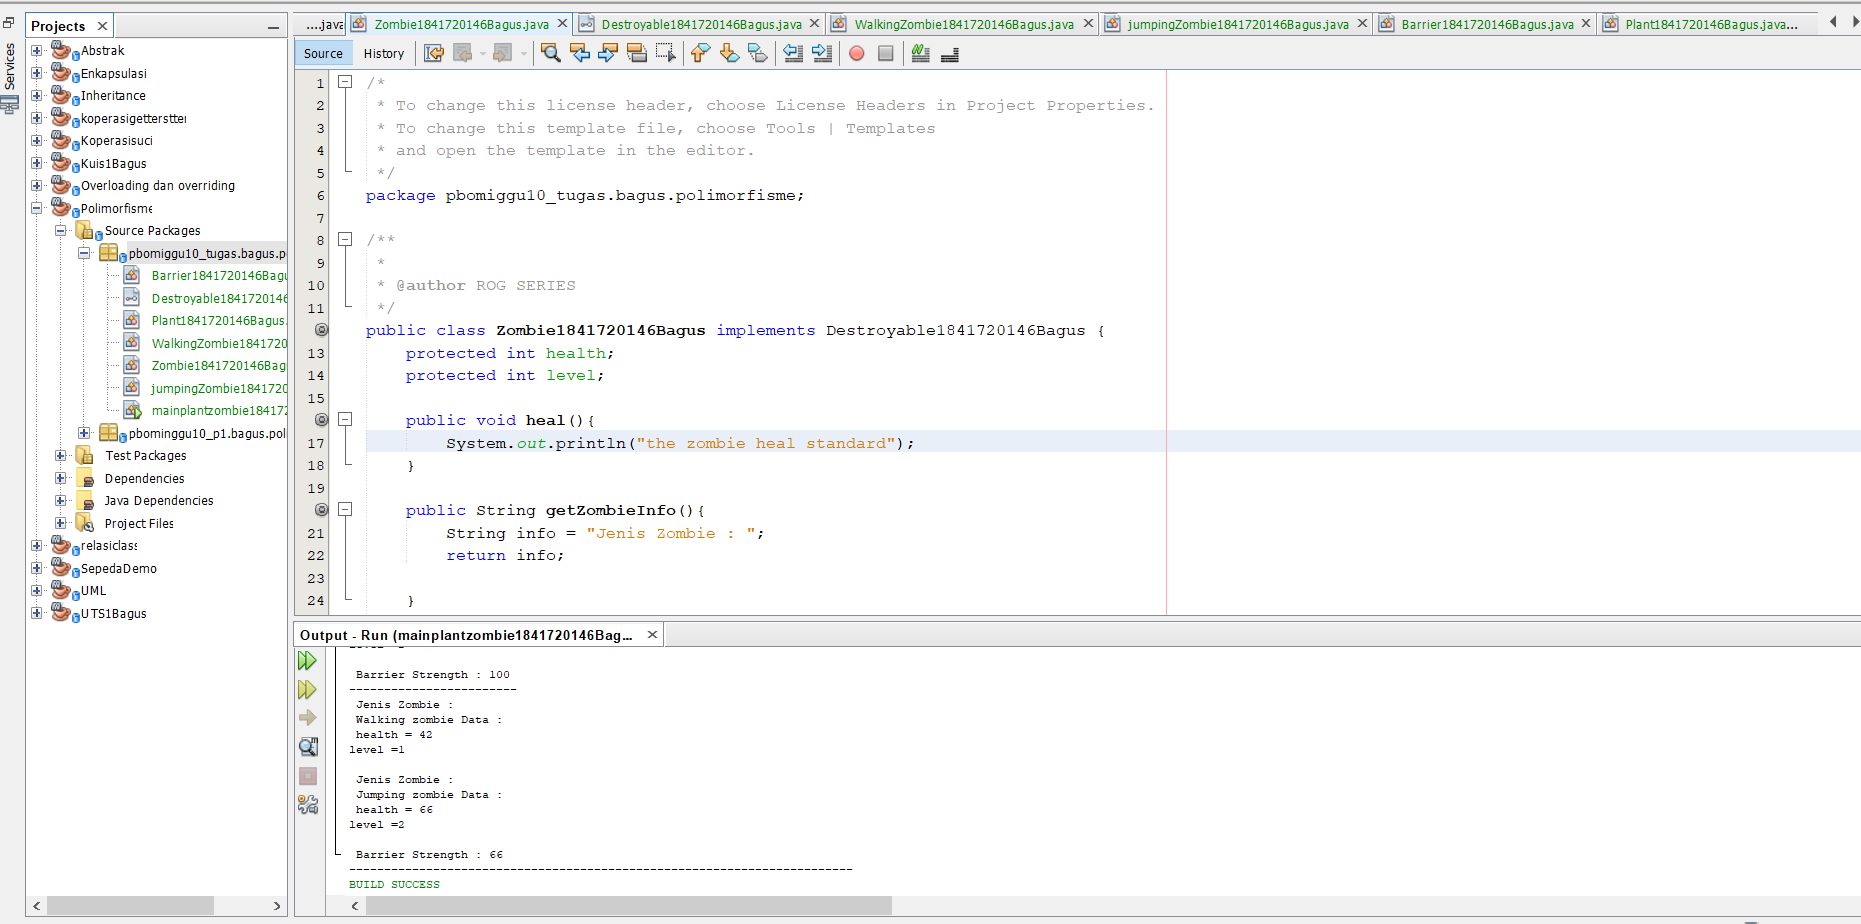 Services
Projects
Abstrak
Enkapsulasi
Inheritance
koperasigetterstter
Koperasisuci
Kuis1Bagus
Overloading dan overriding
Polimorfisme
Source Packages
pbomiggu10_tugas.bagus.p
Barrier1841720146Bagu
Destroyable184172014
Plant1841720146Bagus.
WalkingZombie184172
Zombie1841720146Bag
jumpingZombie184172
mainplantzombie18417
pbominggu10_p1.bagus.pol
Test Packages
Dependencies
Java Dependencies
Project Files
relasiclass
SepedaDemo
UML
UTS1Bagus
....java
Zombie1841720146Bagus.java
Destroyable1841720146Bagus.java
WalkingZombie1841720146Bagus.java
jumpingZombie1841720146Bagus.java
Barrier1841720146Bagus.java
Plant1841720146Bagus.java...
Source History
1 /*
2 * To change this license header, choose License Headers in Project Properties.
3 * To change this template file, choose Tools | Templates
4 * and open the template in the editor.
5 */
6 package pbomiggu10_tugas.bagus.polimorfisme;
7
8 /**
9 *
10 * @author ROG SERIES
11 */
public class Zombie1841720146Bagus implements Destroyable1841720146Bagus {
13 protected int health;
14 protected int level;
15
public void heal(){
17 System.out.println("the zombie heal standard");
18 }
19
public String getZombieInfo(){
21 String info = "Jenis Zombie : ";
22 return info;
23
24 }
Output - Run (mainplantzombie1841720146Bag...
Barrier Strength : 100
------------------------
Jenis Zombie :
Walking zombie Data :
health = 42
level =1
Jenis Zombie :
Jumping zombie Data :
health = 66
level =2
Barrier Strength : 66
------------------------------------------------------------------------
BUILD SUCCESS